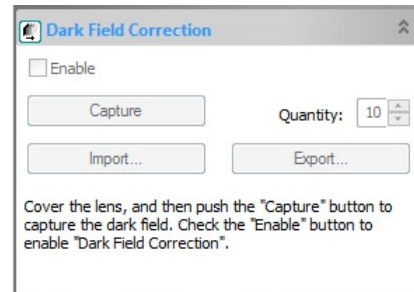 Dark Field Correction
Enable
Capture
Quantity: 10
Import...
Export...
Cover the lens, and then push the "Capture" button to
capture the dark field. Check the "Enable" button to
enable "Dark Field Correction".